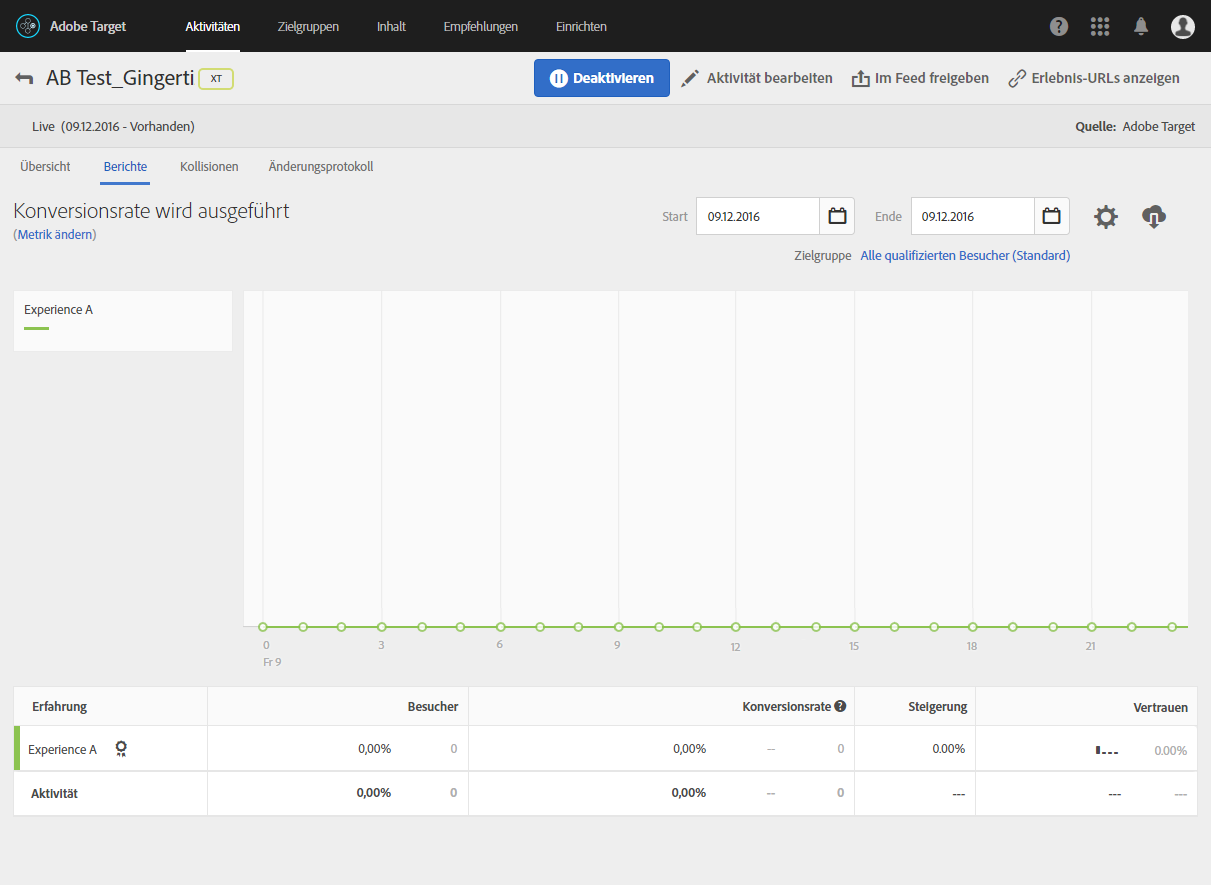 Adobe Target Aktivitäten Zielgruppen Inhalt Empfehlungen Einrichten
AB Test_Gingerti XT Deaktivieren Aktivität bearbeiten Im Feed freigeben Erlebnis-URLs anzeigen
Live (09.12.2016 - Vorhanden) Quelle: Adobe Target
Übersicht Berichte Kollisionen Änderungsprotokoll
Konversionsrate wird ausgeführt
(Metrik ändern)
Start 09.12.2016 Ende 09.12.2016
Zielgruppe Alle qualifizierten Besucher (Standard)
Experience A
0 3 6 9 12 15 18 21
Fr 9
Erfahrung Besucher Konversionsrate ? Steigerung Vertrauen
Experience A 0,00% 0 0,00% -- 0 0.00% 0.00%
Aktivität 0,00% 0 0,00% -- 0 --- --- ---